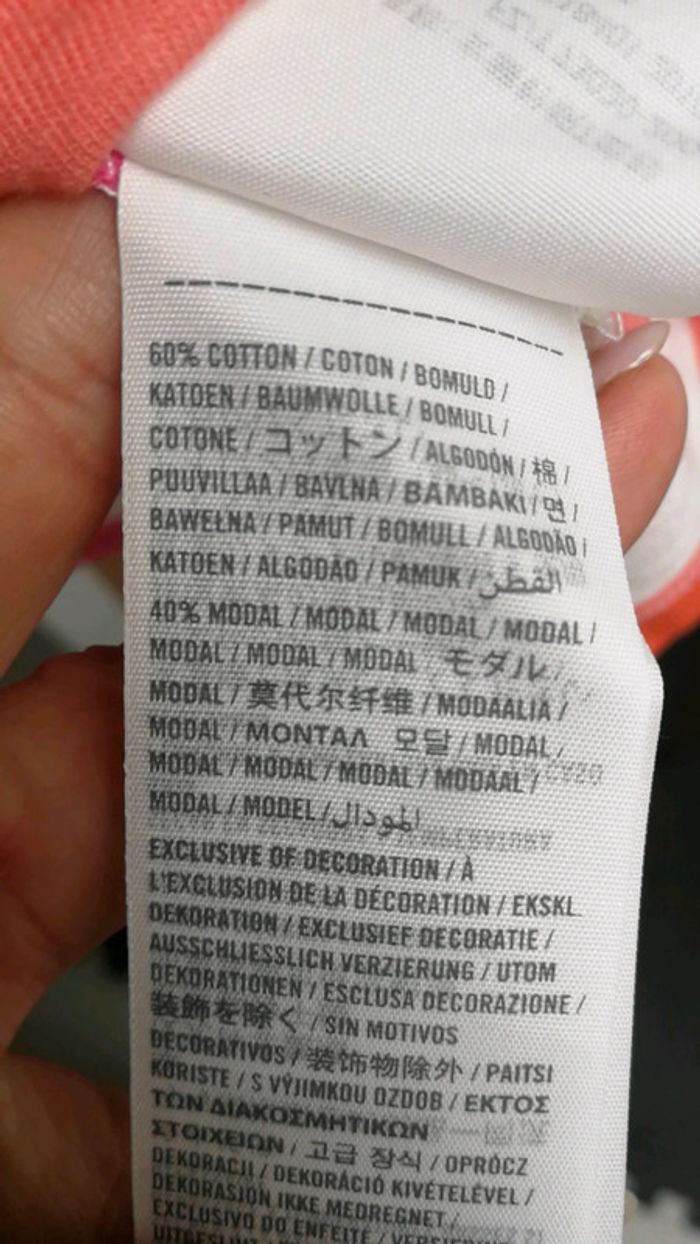 60% COTTON / COTON / BOMULD /
KATOEN / BAUMWOLLE / BOMULL /
COTONE / コットン / ALGODÓN / 棉 /
PUUVILLAA / BAVLNA / BAMBAKI / 면 /
BAWEŁNA / PAMUT / BOMULL / ALGODÃO /
KATOEN / ALGODÃO / PAMUK / القطن
40% MODAL / MODAL / MODAL / MODAL /
MODAL / MODAL / MODAL モダル /
MODAL / 莫代尔纤维 / MODAALIA /
MODAL / ΜΟΝΤΑΛ 모달 / MODAL /
MODAL / MODAL / MODAL / MODAAL /
MODAL / MODEL / المودال
EXCLUSIVE OF DECORATION / À
L'EXCLUSION DE LA DÉCORATION / EKSKL.
DEKORATION / EXCLUSIEF DECORATIE /
AUSSCHLIESSLICH VERZIERUNG / UTOM
DEKORATIONEN / ESCLUSA DECORAZIONE /
装飾を除く / SIN MOTIVOS
DECORATIVOS / 装饰物除外 / PAITSI
KORISTE / S VÝJIMKOU OZDOB / ΕΚΤΟΣ
ΤΩΝ ΔΙΑΚΟΣΜΗΤΙΚΩΝ
ΣΤΟΙΧΕΙΩΝ / 고급 장식 / OPRÓCZ
DEKORACJI / DEKORÁCIÓ KIVÉTELÉVEL /
DEKORASJON IKKE MEDREGNET /
EXCLUSIVO DO ENFEITE /